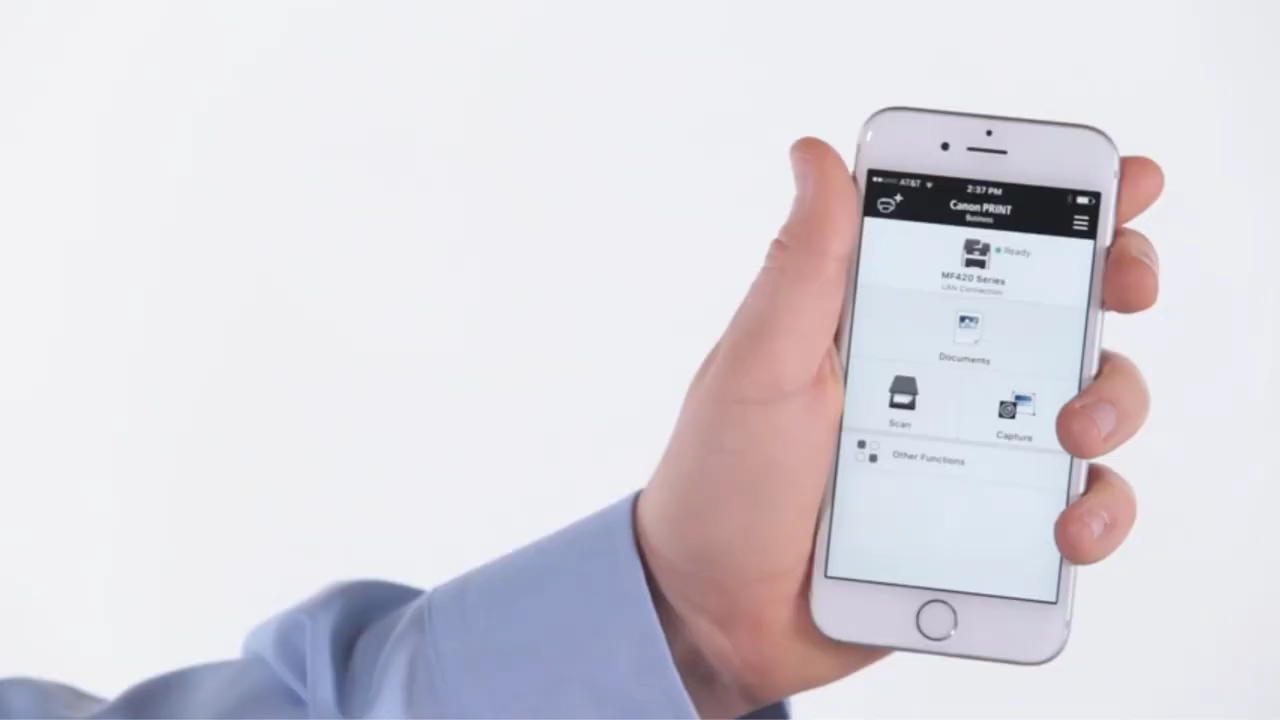 AT&T
2:37 PM
Canon PRINT
Business
Ready
MF420 Series
LAN Connection
Documents
Scan
Capture
Other Functions